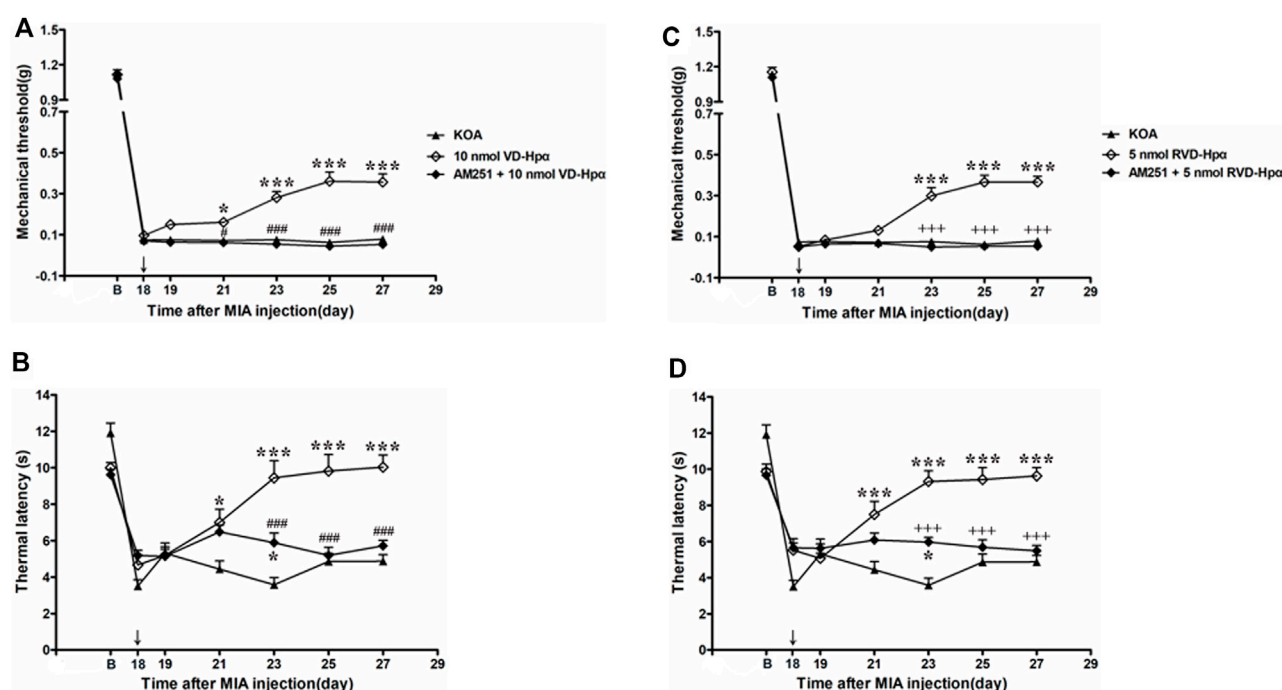 A
Mechanical threshold(g)
1.5
1.2
0.9
0.7
0.5
0.3
0.1
-0.1
*
***
***
***
#
###
###
###
B 18 19 21 23 25 27 29
Time after MIA injection(day)
KOA
10 nmol VD-Hpα
AM251 + 10 nmol VD-Hpα
C
Mechanical threshold(g)
1.5
1.2
0.9
0.7
0.5
0.3
0.1
-0.1
***
***
***
+++
+++
+++
B 18 19 21 23 25 27 29
Time after MIA injection(day)
KOA
5 nmol RVD-Hpα
AM251 + 5 nmol RVD-Hpα
B
Thermal latency (s)
14
12
10
8
6
4
2
0
*
***
***
***
###
###
###
*
B 18 19 21 23 25 27 29
Time after MIA injection(day)
D
Thermal latency (s)
14
12
10
8
6
4
2
0
***
***
***
***
+++
+++
+++
*
B 18 19 21 23 25 27 29
Time after MIA injection(day)